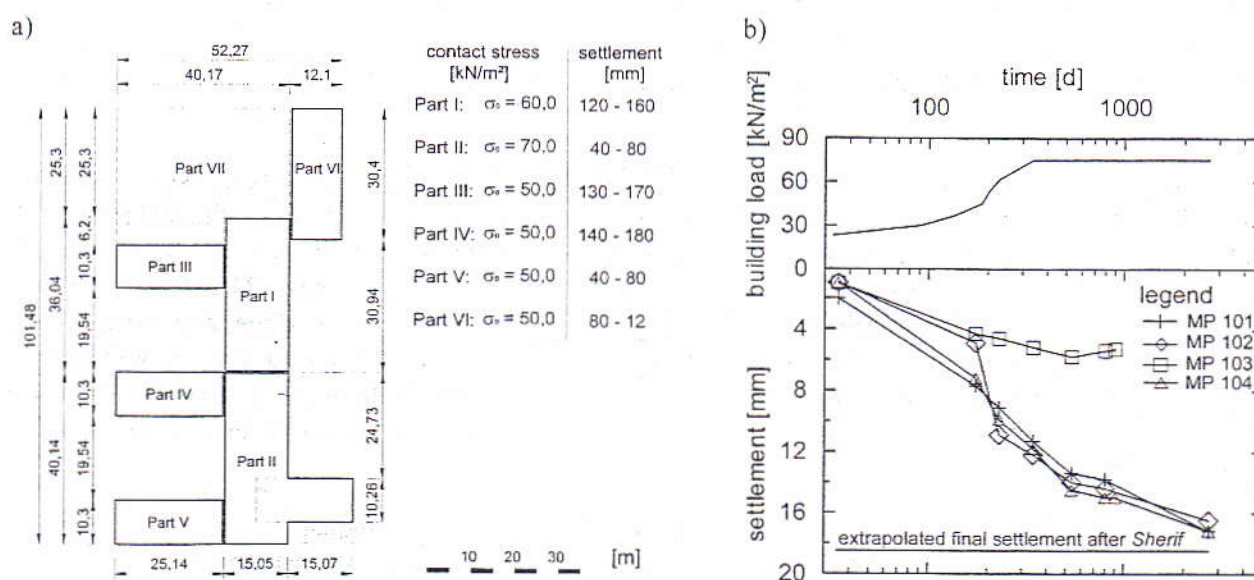 a)
52,27
40,17
12.1
101,48
25,3
36,04
40,14
25,3
6,2
10,3
19,54
10,3
19,54
10,3
Part VII
Part VI
Part III
Part I
Part IV
Part II
Part V
30,4
30,94
24,73
10,26
25,14
15,05
15,07
10 20 30 [m]
contact stress settlement
[kN/m²] [mm]
Part I: σ₀ = 60,0 120 - 160
Part II: σ₀ = 70,0 40 - 80
Part III: σ₀ = 50,0 130 - 170
Part IV: σ₀ = 50,0 140 - 180
Part V: σ₀ = 50,0 40 - 80
Part VI: σ₀ = 50,0 80 - 12
b)
time [d]
100 1000
building load [kN/m²]
90
60
30
0
legend
MP 101
MP 102
MP 103
MP 104
settlement [mm]
4
8
12
16
20
extrapolated final settlement after Sherif